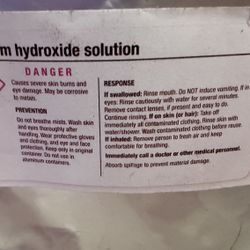 m hydroxide solution
DANGER
Causes severe skin burns and
eye damage. May be corrosive
to metals.
PREVENTION
Do not breathe mists. Wash skin
and eyes thoroughly after
handling. Wear protective gloves
and clothing, and eye and face
protection. Keep only in original
container. Do not use in
aluminum containers.
RESPONSE
If swallowed: Rinse mouth. Do NOT induce vomiting. If in
eyes: Rinse cautiously with water for several minutes.
Remove contact lenses, if present and easy to do.
Continue rinsing. If on skin (or hair): Take off
immediately all contaminated clothing. Rinse skin with
water/shower. Wash contaminated clothing before reuse.
If inhaled: Remove person to fresh air and keep
comfortable for breathing.
Immediately call a doctor or other medical personnel.
Absorb spillage to prevent material damage.